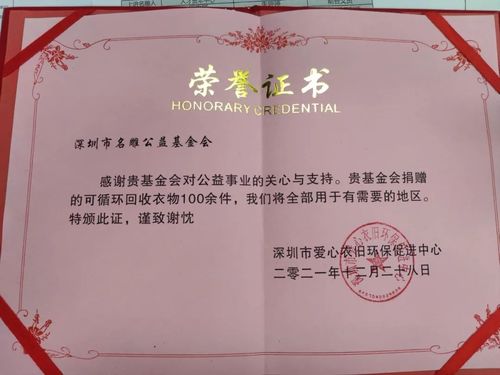 荣誉证书
HONORARY CREDENTIAL
深圳市名雕公益基金会
感谢贵基金会对公益事业的关心与支持。贵基金会捐赠
的可循环回收衣物100余件，我们将全部用于有需要的地区。
特颁此证，谨致谢忱
深圳市爱心衣旧环保促进中心
二零二一年十二月二十八日